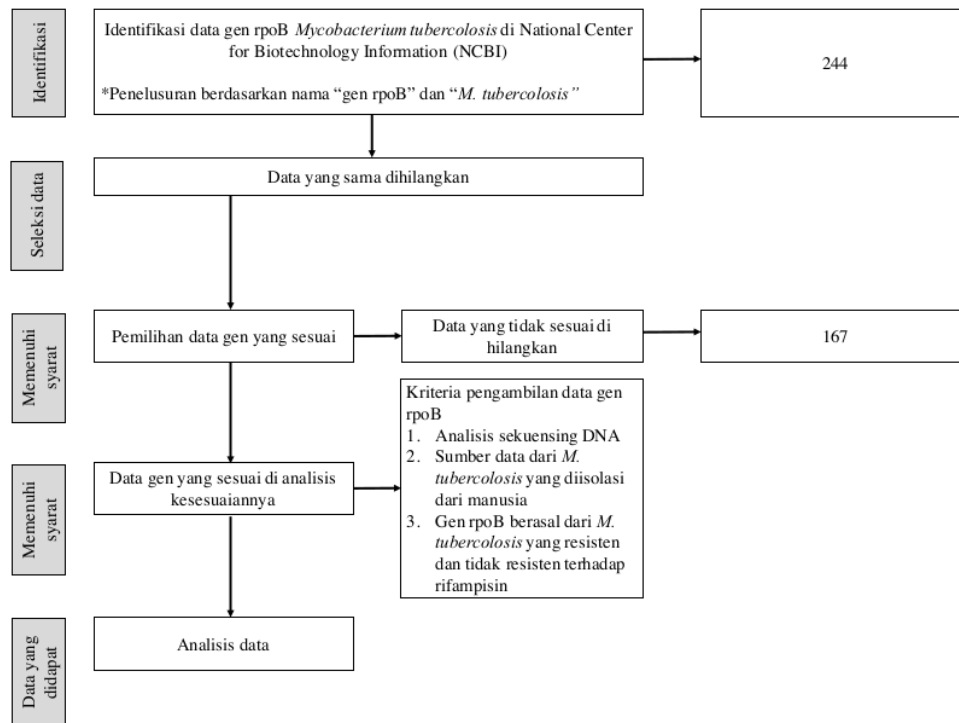 Identifikasi
Identifikasi data gen rpoB Mycobacterium tubercolosis di National Center
for Biotechnology Information (NCBI)
*Penelusuran berdasarkan nama “gen rpoB” dan “M. tubercolosis”
244
Seleksi data
Data yang sama dihilangkan
Memenuhi
syarat
Pemilihan data gen yang sesuai
Data yang tidak sesuai di
hilangkan
167
Memenuhi
syarat
Data gen yang sesuai di analisis
kesesuaiannya
Kriteria pengambilan data gen
rpoB
1. Analisis sekuensing DNA
2. Sumber data dari M.
tubercolosis yang diisolasi
dari manusia
3. Gen rpoB berasal dari M.
tubercolosis yang resisten
dan tidak resisten terhadap
rifampisin
Data yang
didapat
Analisis data